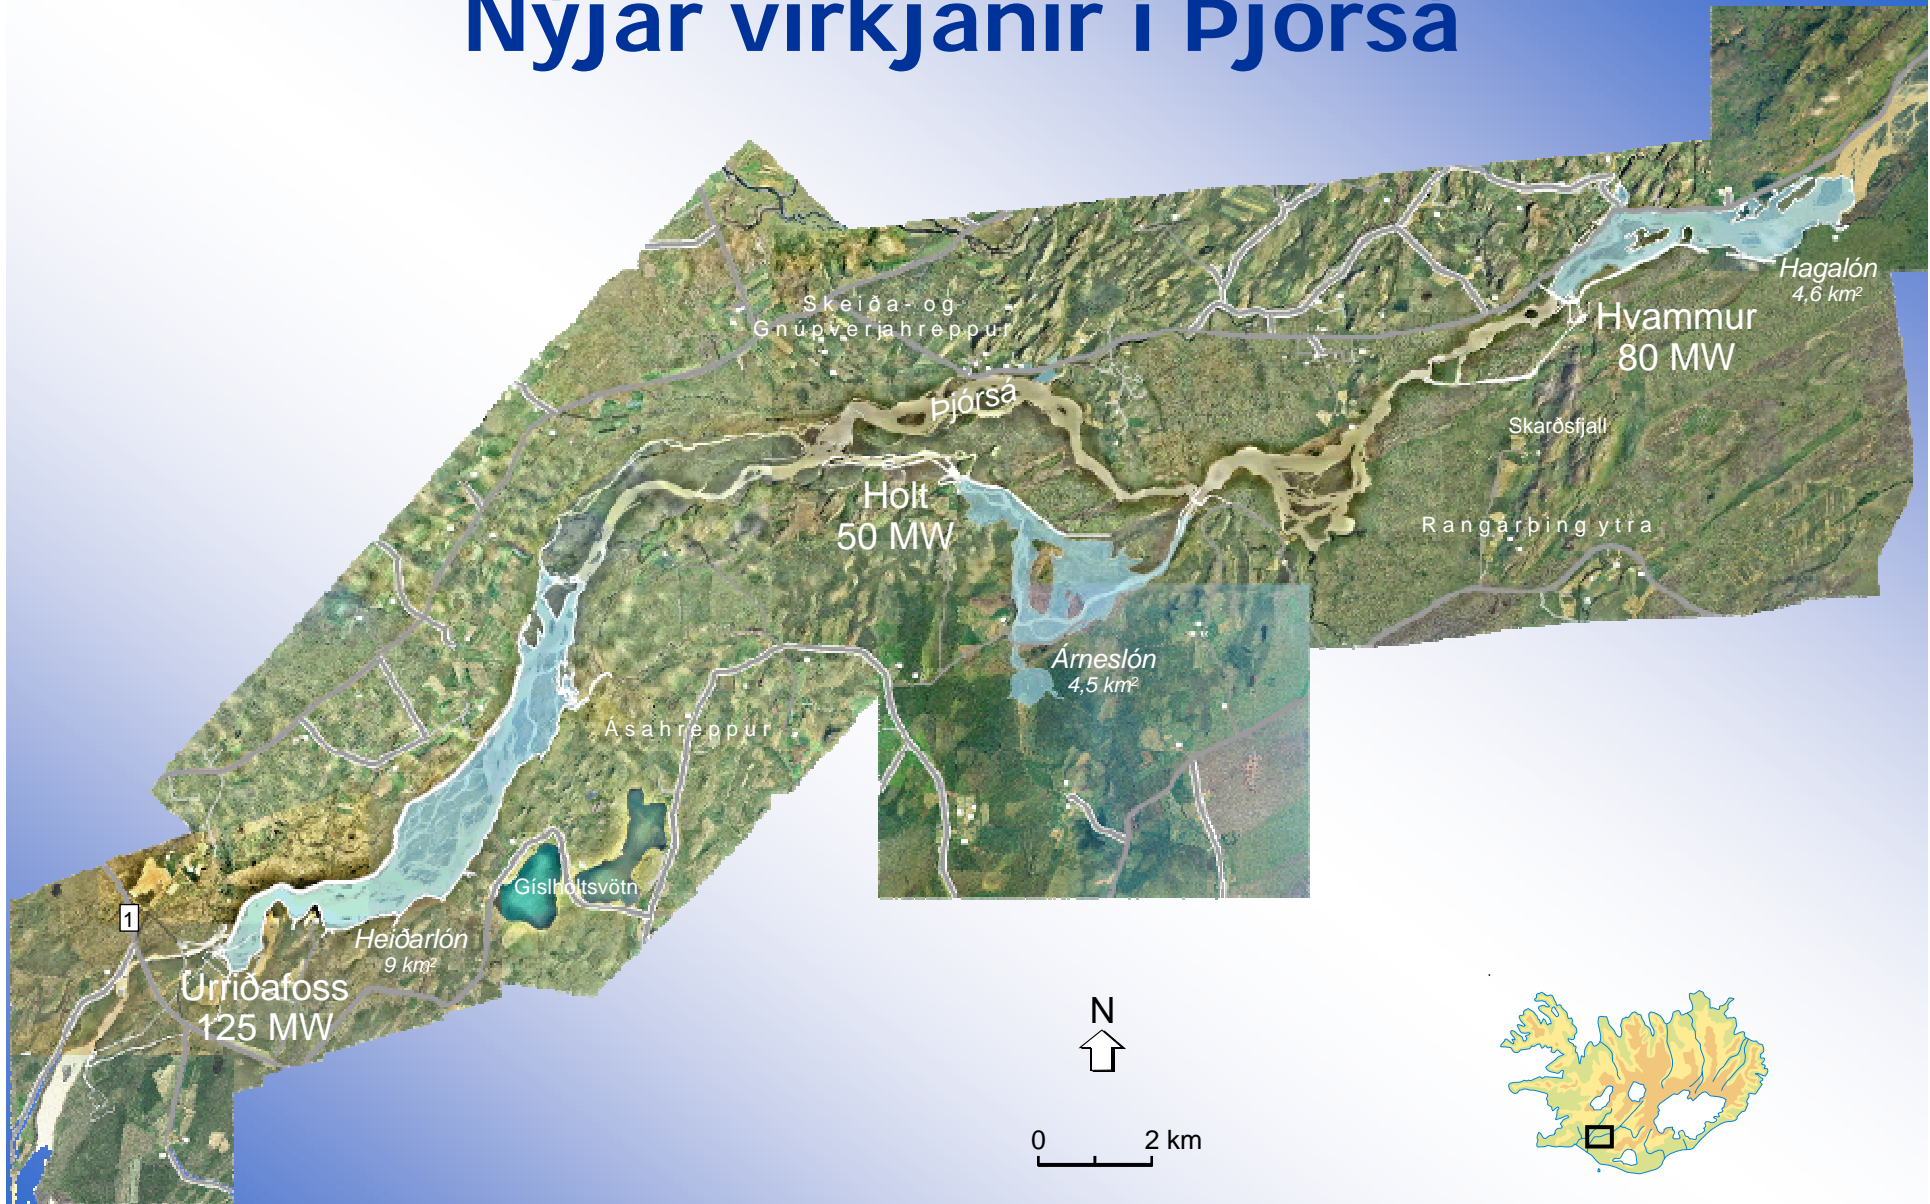 Nýjar virkjanir í Þjórsá
Hagalón
4,6 km²
Hvammur
80 MW
Skeiða- og
Gnúpverjahreppur
Þjórsá
Skarðsfjall
Holt
50 MW
Rangárþing ytra
Árneslón
4,5 km²
Ásahreppur
Gíslholtsvötn
1
Heiðarlón
9 km²
Urriðafoss
125 MW
N
0 2 km